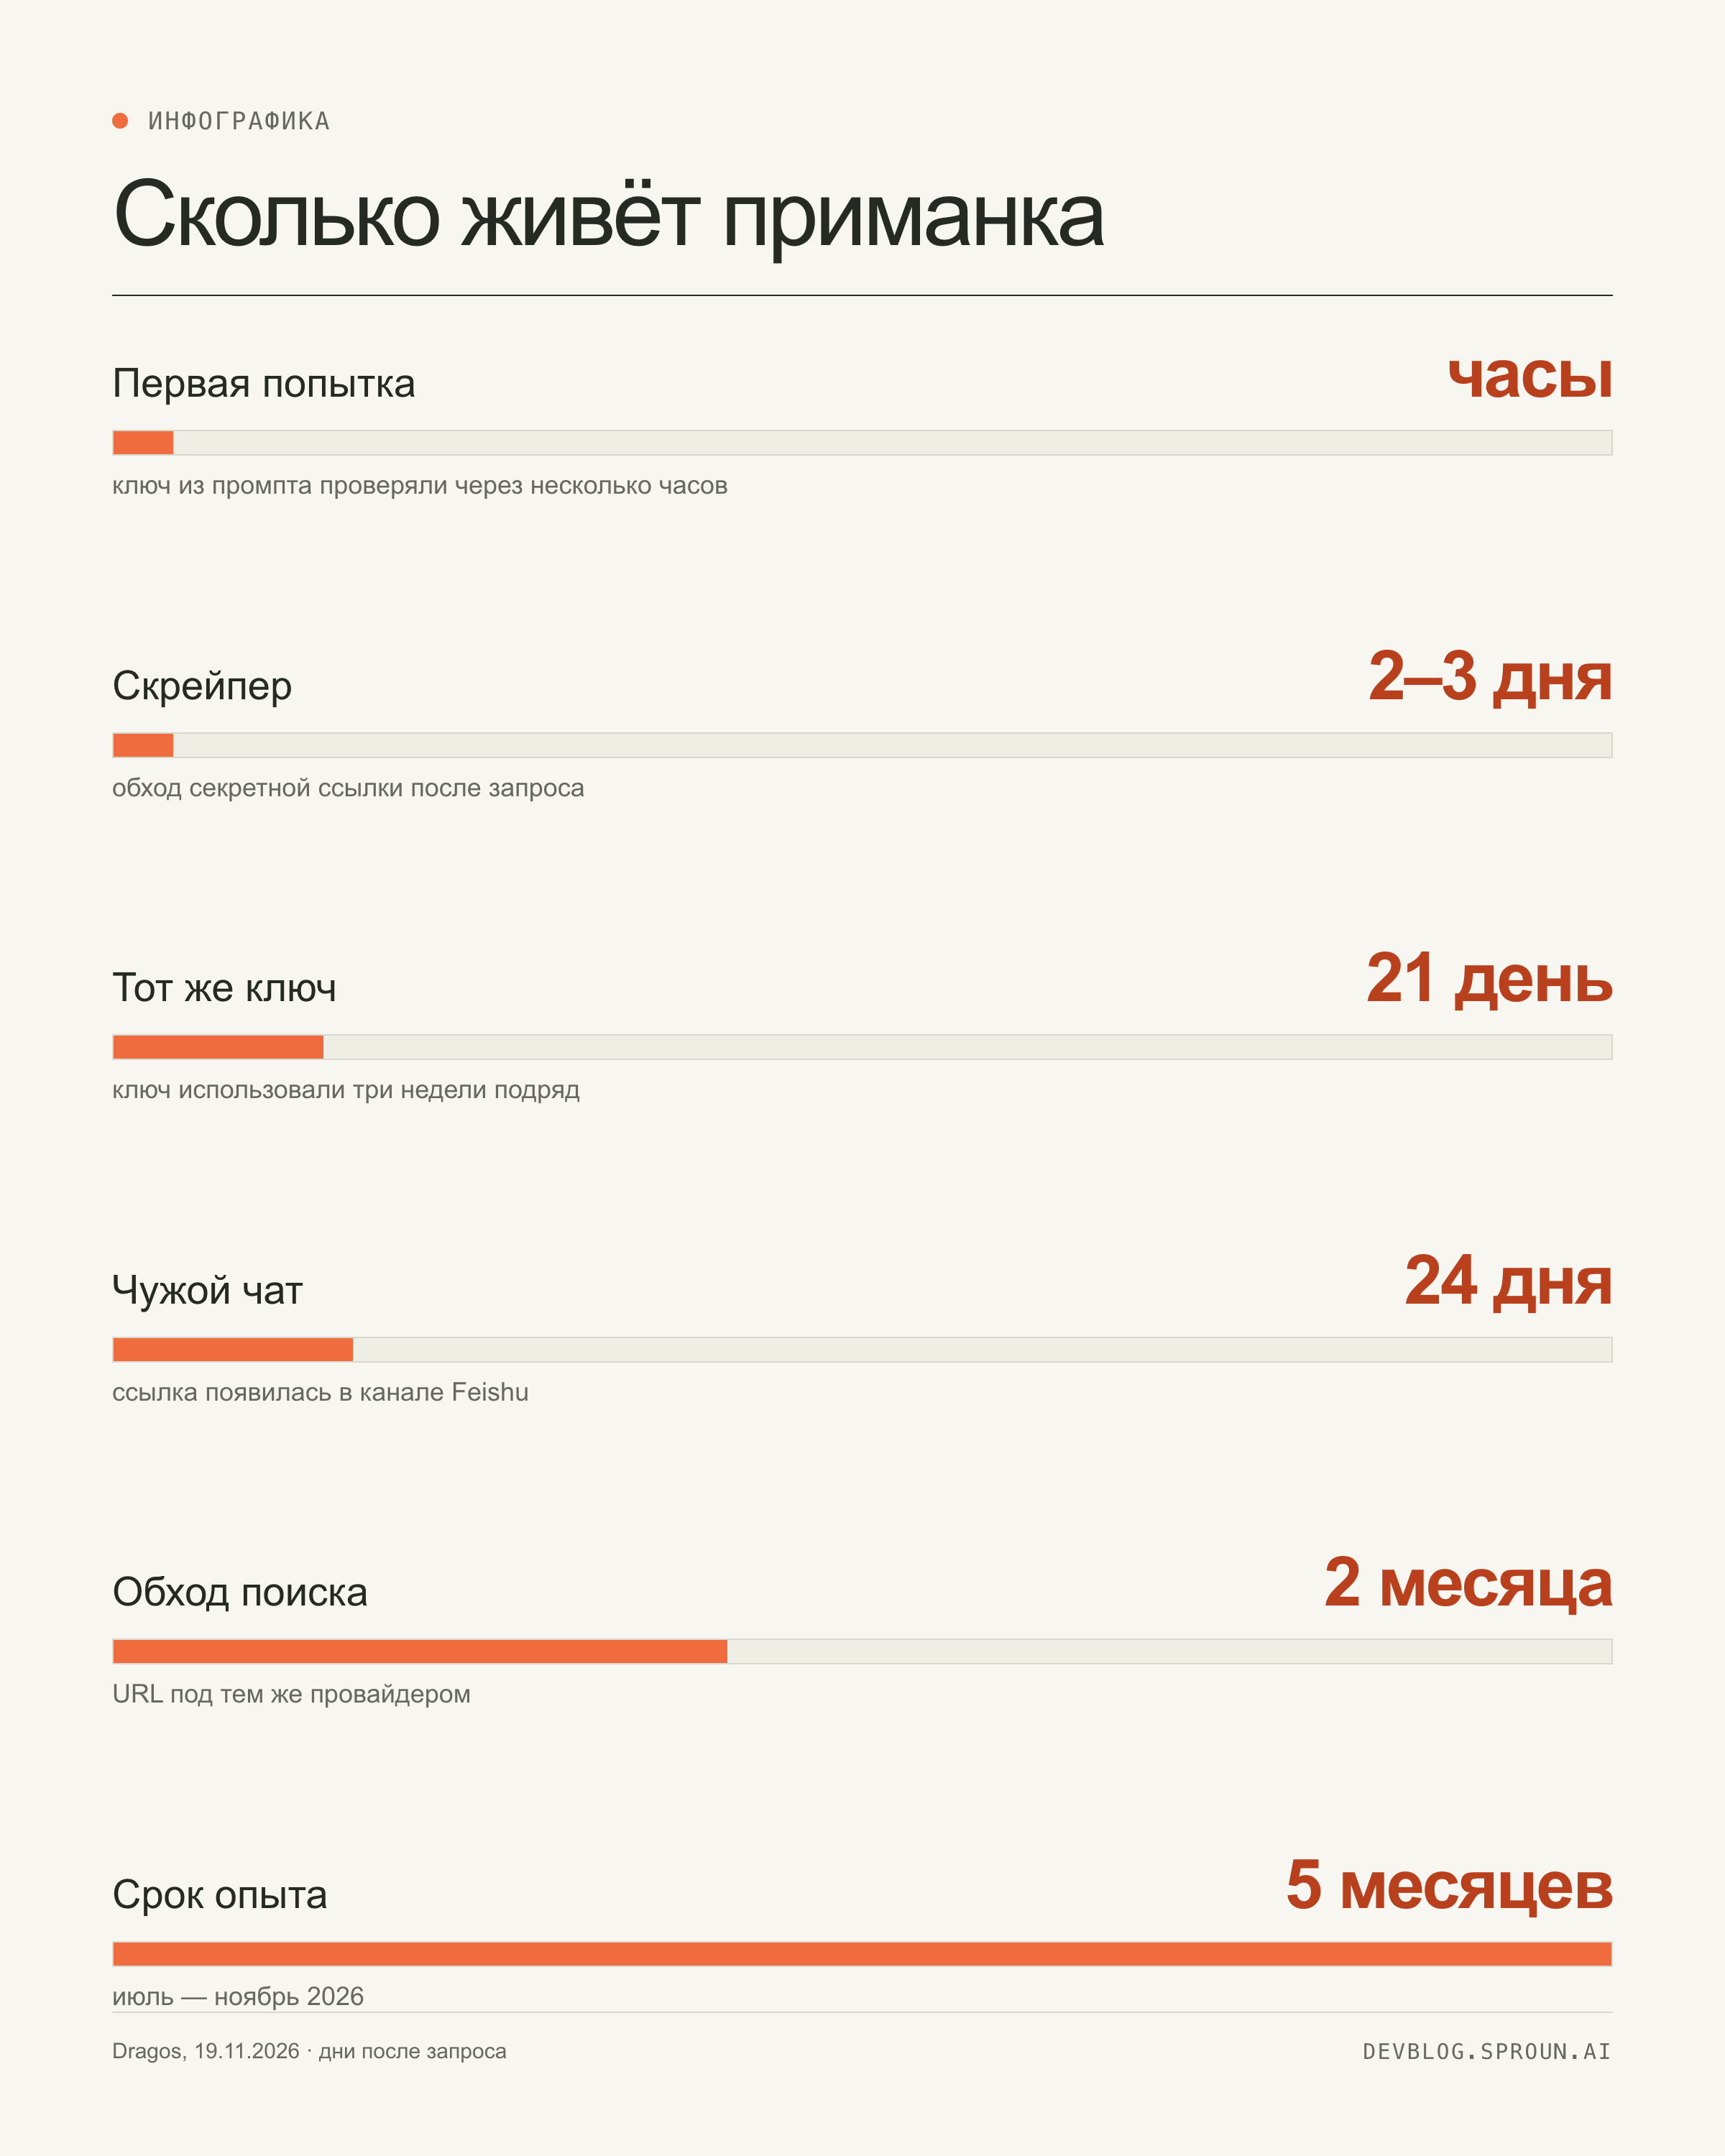 ИНФОГРАФИКА
Сколько живёт приманка
Первая попытка
часы
ключ из промпта проверяли через несколько часов
Скрейпер
2–3 дня
обход секретной ссылки после запроса
Тот же ключ
21 день
ключ использовали три недели подряд
Чужой чат
24 дня
ссылка появилась в канале Feishu
Обход поиска
2 месяца
URL под тем же провайдером
Срок опыта
5 месяцев
июль — ноябрь 2026
Dragos, 19.11.2026 · дни после запроса
DEVBLOG.SPROUN.AI